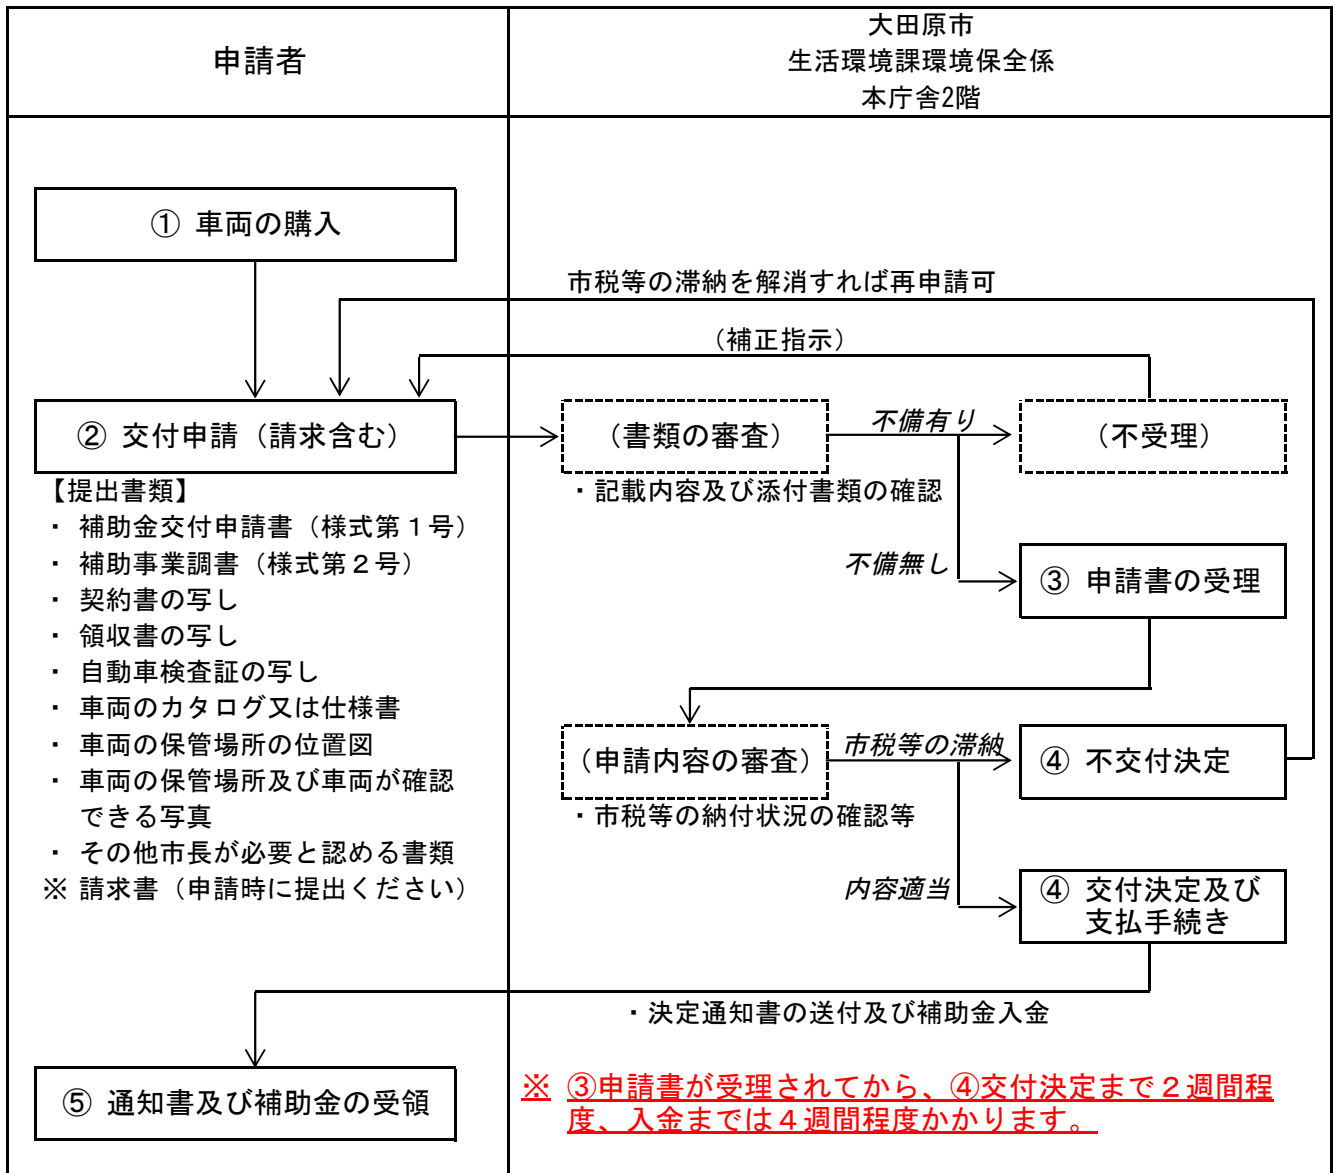 申請者
大田原市
生活環境課環境保全係
本庁舎2階
① 車両の購入
市税等の滞納を解消すれば再申請可
（補正指示）
② 交付申請（請求含む）
（書類の審査）
不備有り
（不受理）
・記載内容及び添付書類の確認
不備無し
③ 申請書の受理
【提出書類】
・ 補助金交付申請書（様式第１号）
・ 補助事業調書（様式第２号）
・ 契約書の写し
・ 領収書の写し
・ 自動車検査証の写し
・ 車両のカタログ又は仕様書
・ 車両の保管場所の位置図
・ 車両の保管場所及び車両が確認
できる写真
・ その他市長が必要と認める書類
※ 請求書（申請時に提出ください）
（申請内容の審査）
市税等の滞納
④ 不交付決定
・市税等の納付状況の確認等
内容適当
④ 交付決定及び
支払手続き
・決定通知書の送付及び補助金入金
⑤ 通知書及び補助金の受領
※ ③申請書が受理されてから、④交付決定まで２週間程
度、入金までは４週間程度かかります。